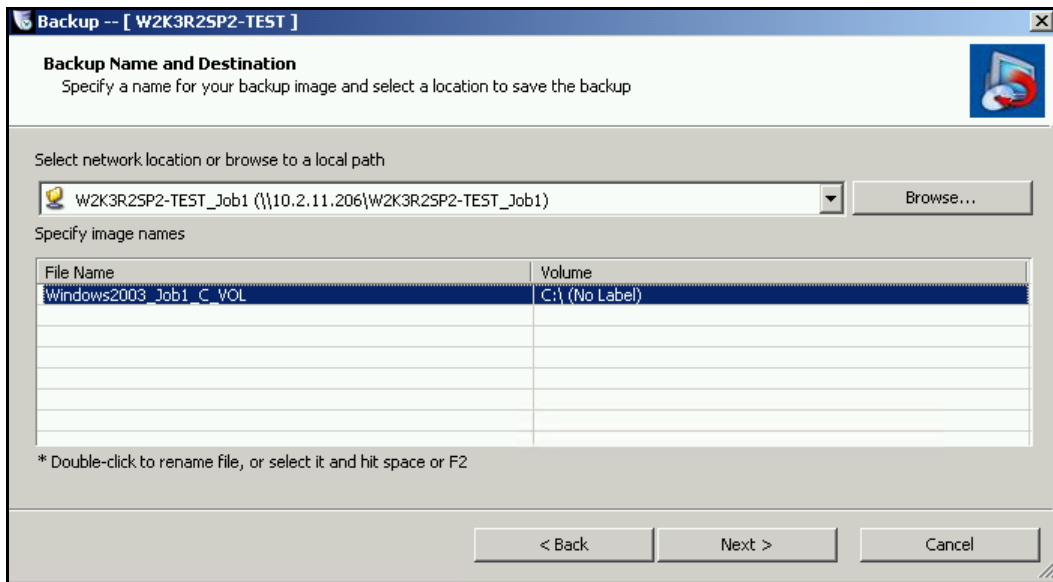 Backup -- [ W2K3R2SP2-TEST ]
Backup Name and Destination
Specify a name for your backup image and select a location to save the backup
Select network location or browse to a local path
W2K3R2SP2-TEST_Job1 (\\10.2.11.206\W2K3R2SP2-TEST_Job1)
Browse...
Specify image names
File Name Volume
Windows2003_Job1_C_VOL C:\ (No Label)
* Double-click to rename file, or select it and hit space or F2
< Back Next > Cancel